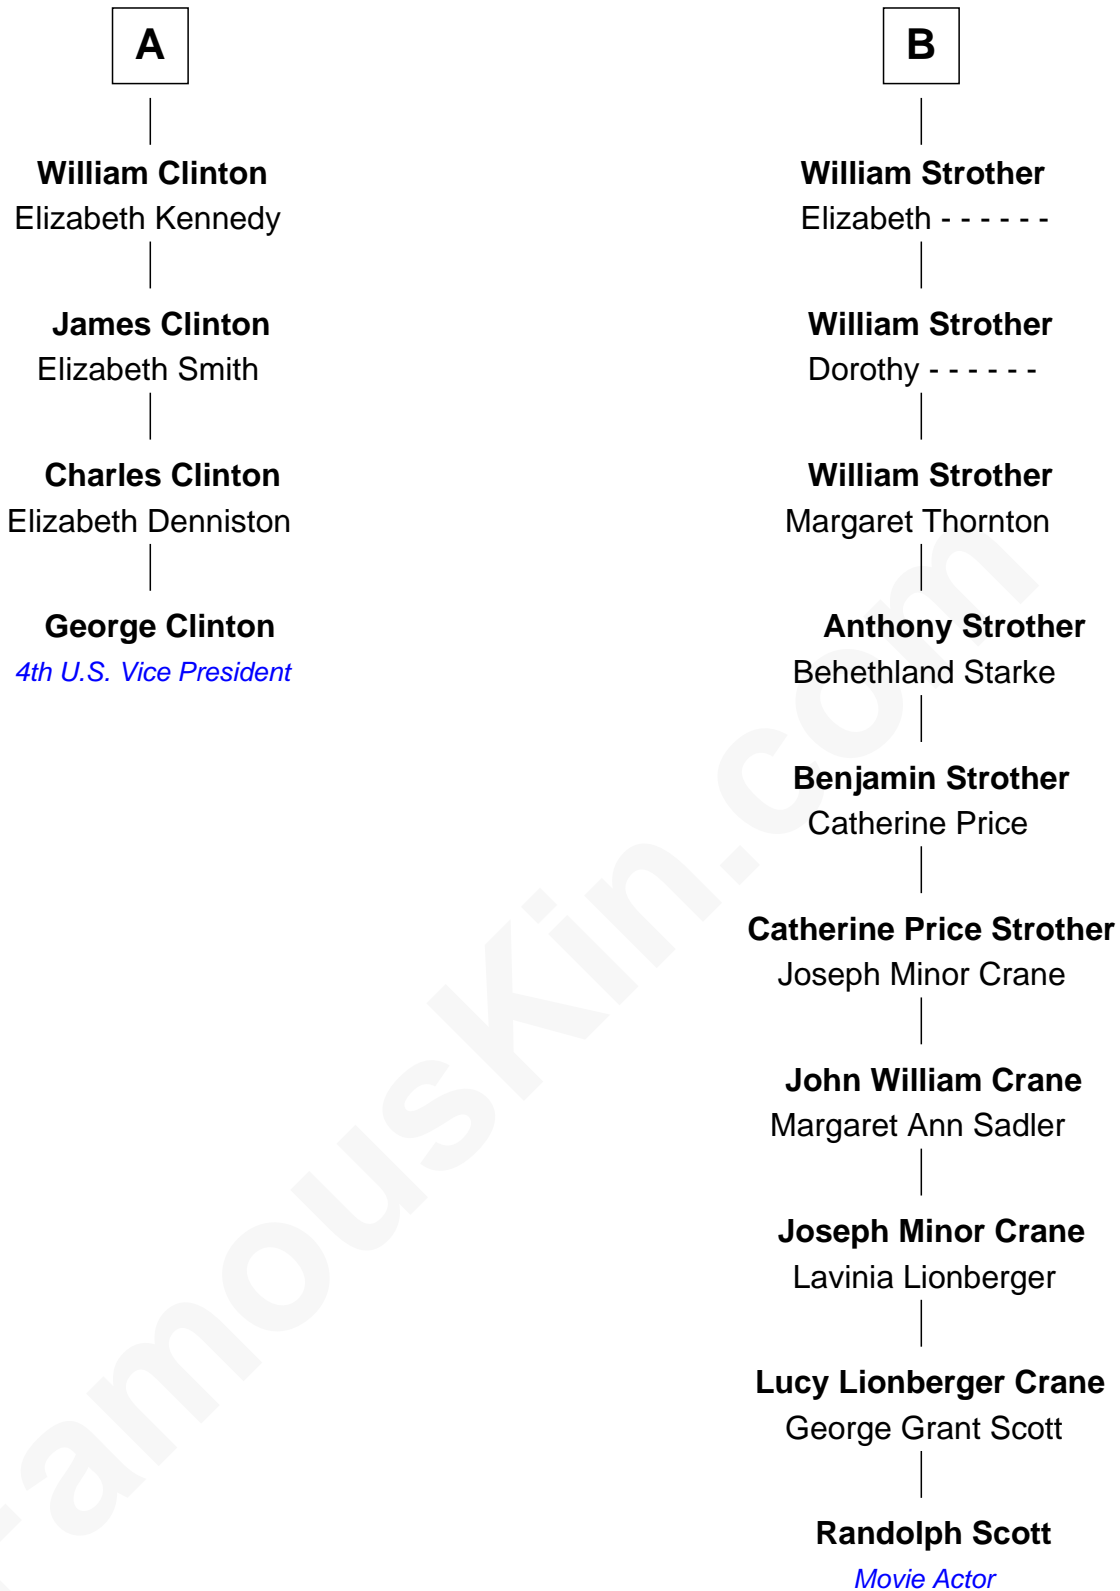 A
William Clinton
Elizabeth Kennedy
James Clinton
Elizabeth Smith
Charles Clinton
Elizabeth Denniston
George Clinton
4th U.S. Vice President
B
William Strother
Elizabeth - - - - - -
William Strother
Dorothy - - - - - -
William Strother
Margaret Thornton
Anthony Strother
Behethland Starke
Benjamin Strother
Catherine Price
Catherine Price Strother
Joseph Minor Crane
John William Crane
Margaret Ann Sadler
Joseph Minor Crane
Lavinia Lionberger
Lucy Lionberger Crane
George Grant Scott
Randolph Scott
Movie Actor
FamousKin.com